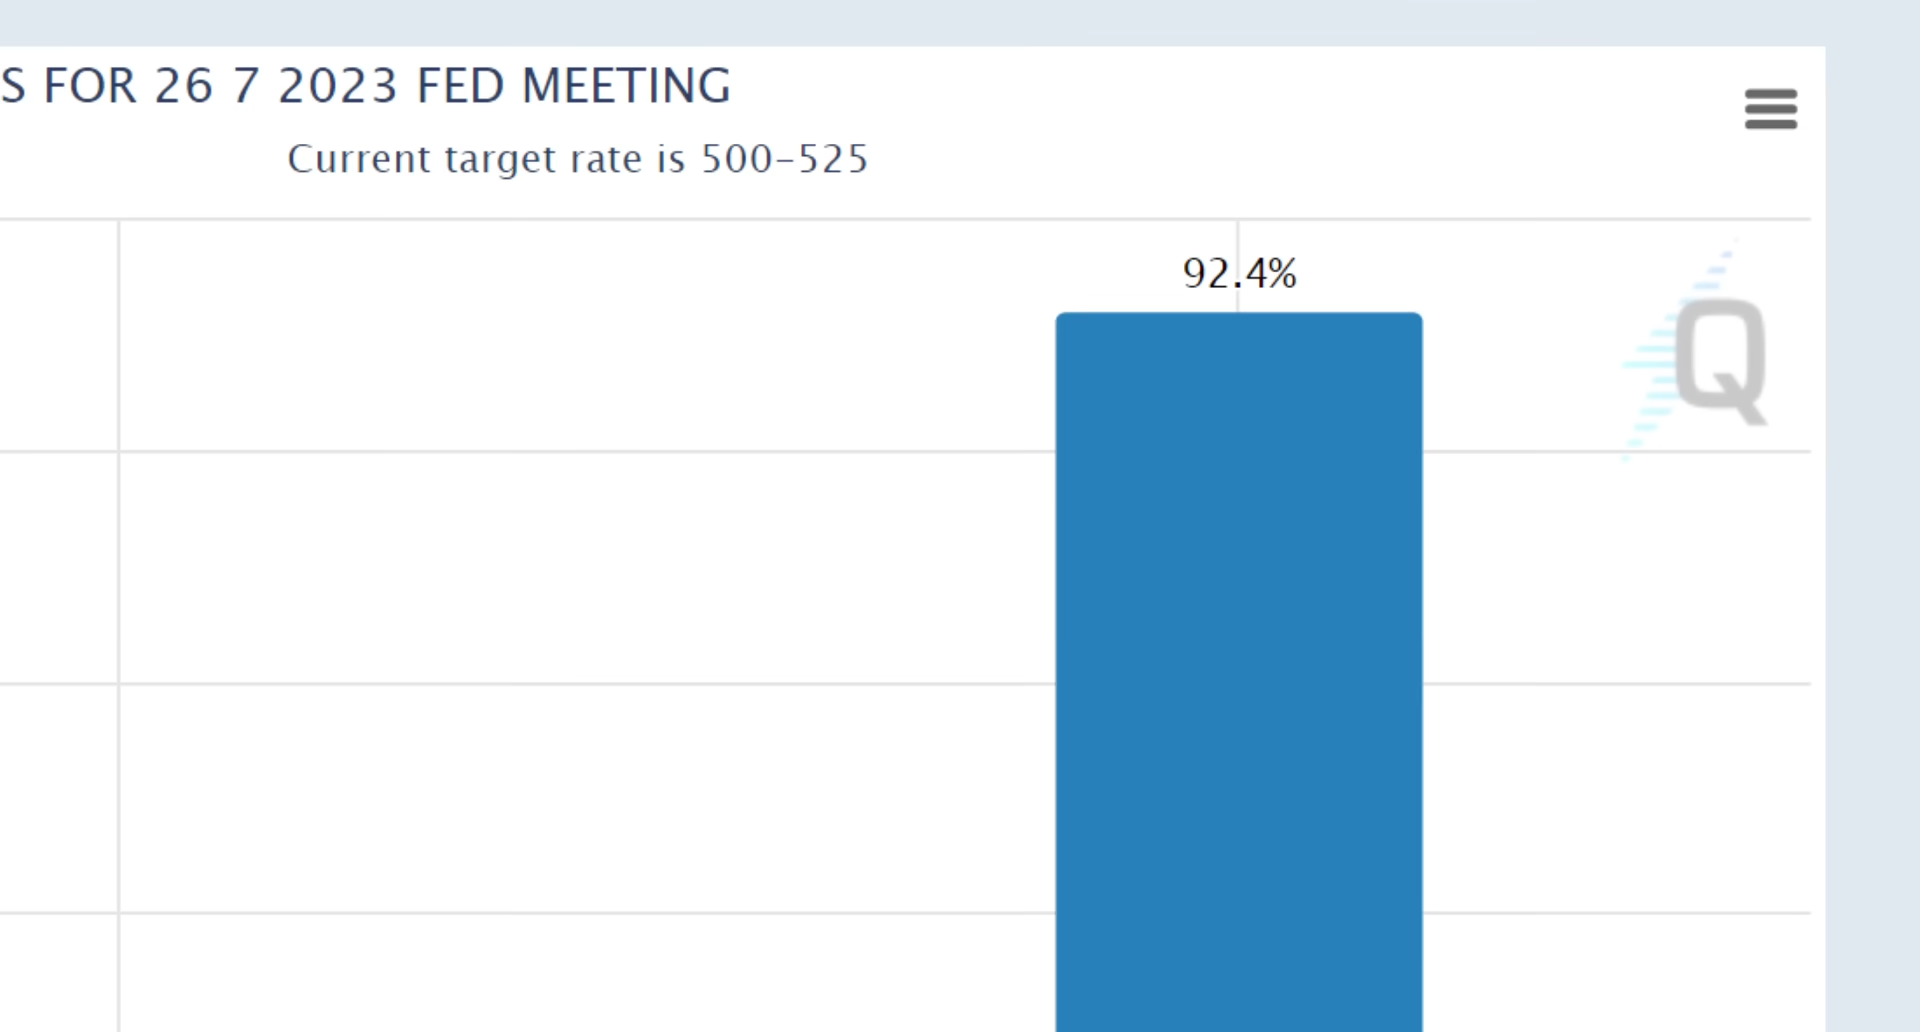 S FOR 26 7 2023 FED MEETING
Current target rate is 500-525
92.4%
Q